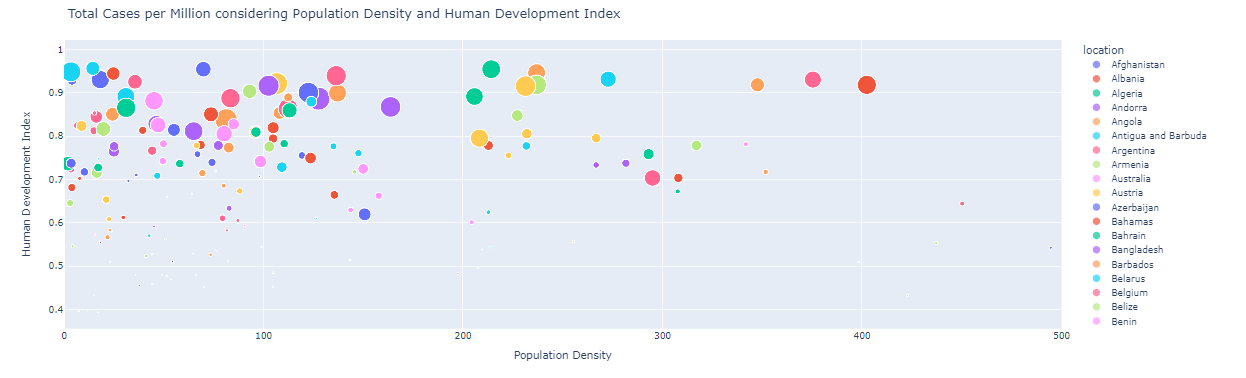 Total Cases per Million considering Population Density and Human Development Index
1
0.9
0.8
0.7
0.6
0.5
0.4
Human Development Index
0
100
200
300
400
500
Population Density
location
Afghanistan
Albania
Algeria
Andorra
Angola
Antigua and Barbuda
Argentina
Armenia
Australia
Austria
Azerbaijan
Bahamas
Bahrain
Bangladesh
Barbados
Belarus
Belgium
Belize
Benin